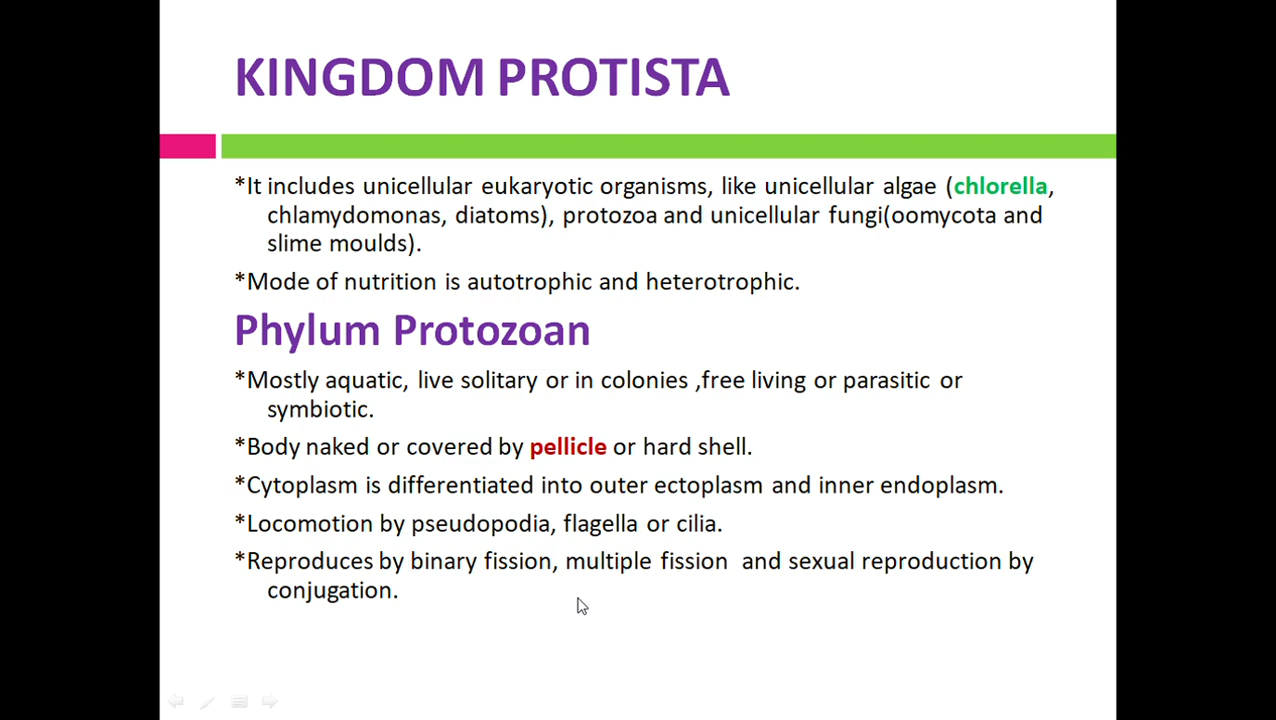 KINGDOM PROTISTA
*It includes unicellular eukaryotic organisms, like unicellular algae (chlorella,
chlamydomonas, diatoms), protozoa and unicellular fungi(oomycota and
slime moulds).
*Mode of nutrition is autotrophic and heterotrophic.
Phylum Protozoan
*Mostly aquatic, live solitary or in colonies ,free living or parasitic or
symbiotic.
*Body naked or covered by pellicle or hard shell.
*Cytoplasm is differentiated into outer ectoplasm and inner endoplasm.
*Locomotion by pseudopodia, flagella or cilia.
*Reproduces by binary fission, multiple fission  and sexual reproduction by
conjugation.